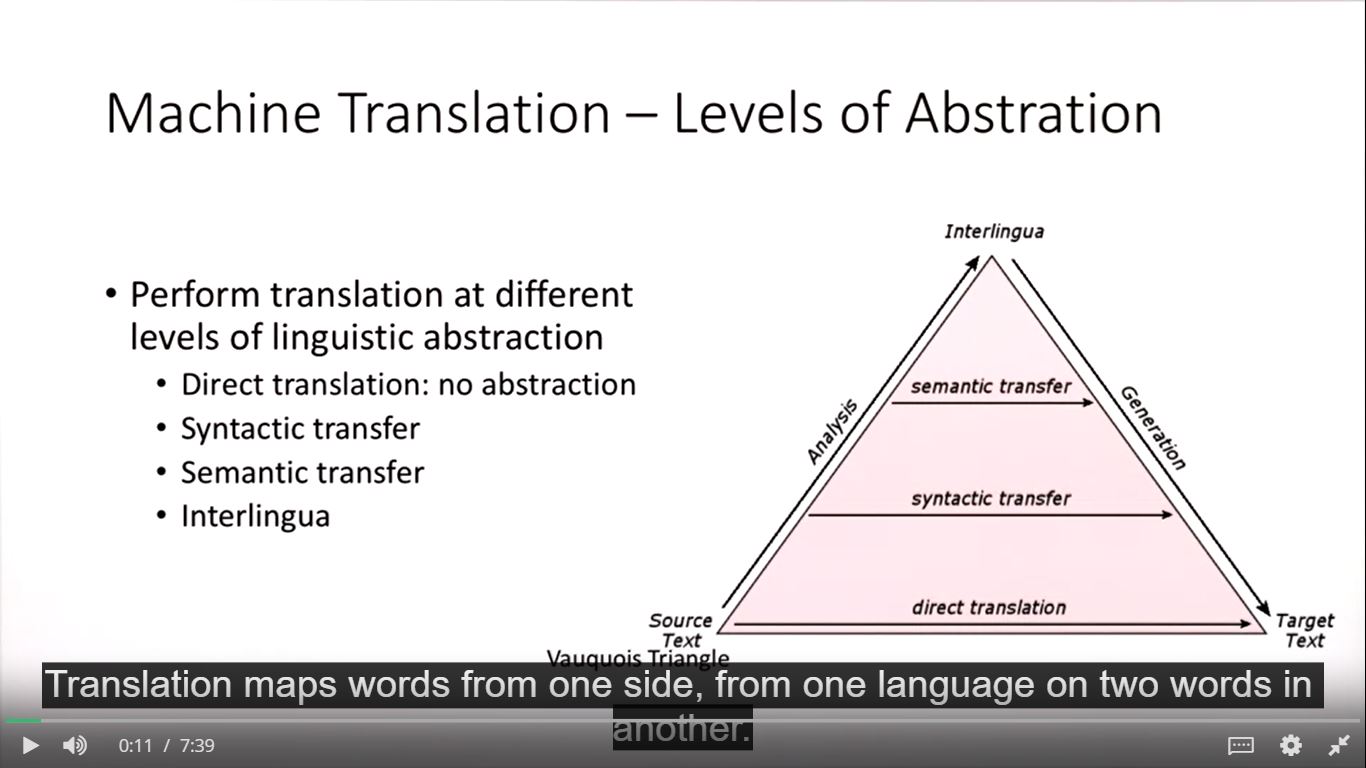 Machine Translation – Levels of Abstration
• Perform translation at different
levels of linguistic abstraction
• Direct translation: no abstraction
• Syntactic transfer
• Semantic transfer
• Interlingua
Interlingua
semantic transfer
Analysis
Generation
syntactic transfer
direct translation
Source
Text
Target
Text
Vauquois Triangle
Translation maps words from one side, from one language on two words in
another.
0:11 / 7:39